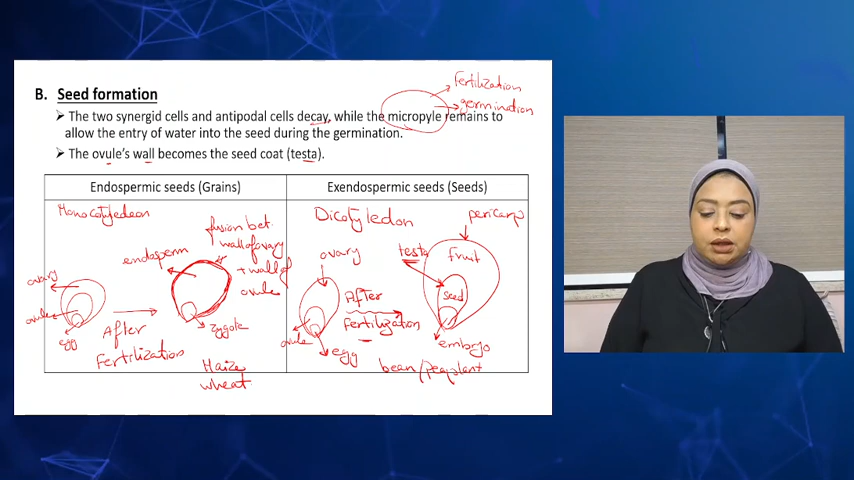 B. Seed formation
Fertilization
germination
➢ The two synergid cells and antipodal cells decay, while the micropyle remains to
allow the entry of water into the seed during the germination.
➢ The ovule's wall becomes the seed coat (testa).
Endospermic seeds (Grains)
Monocotyledon
fusion bet.
wall of ovary
+ wall of
ovule
endosperm
ovary
ovule
egg
After
Fertilization
zygote
Maize
wheat
Exendospermic seeds (Seeds)
Dicotyledon
pericarp
ovary
testa
fruit
seed
After
Fertilization
ovule
egg
embryo
bean/Pea plant